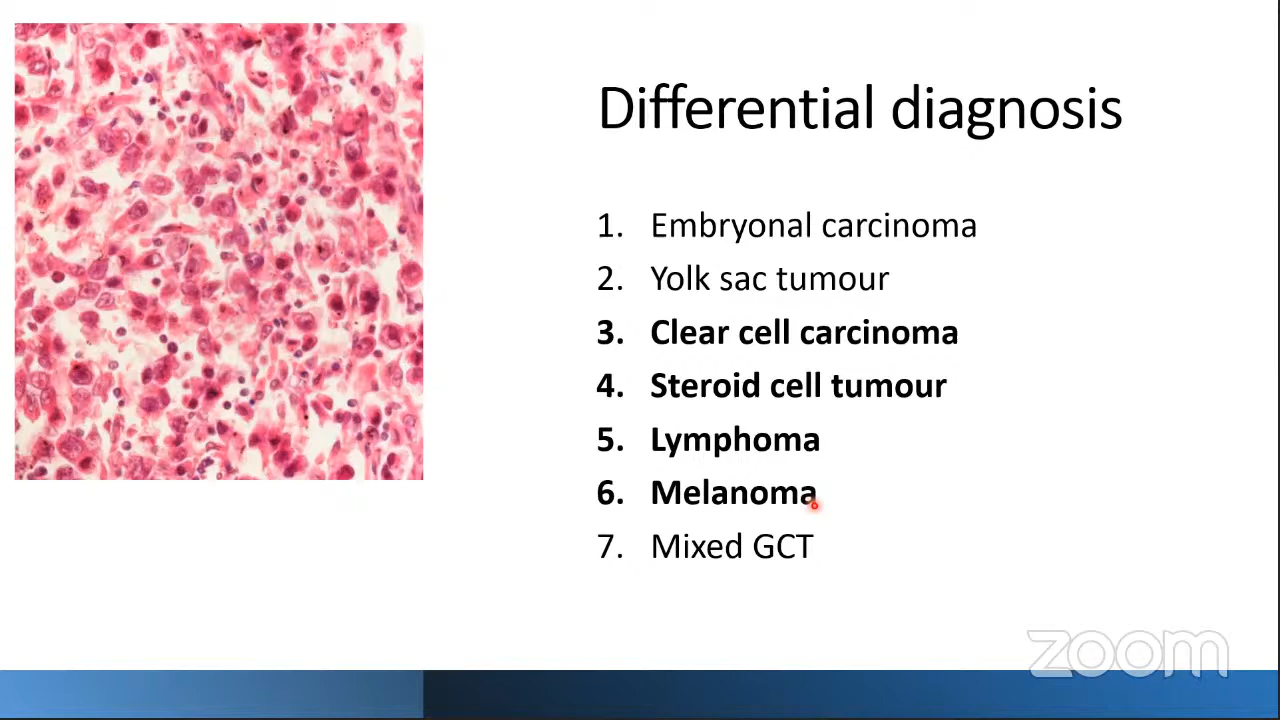 Differential diagnosis
1. Embryonal carcinoma
2. Yolk sac tumour
3. Clear cell carcinoma
4. Steroid cell tumour
5. Lymphoma
6. Melanoma
7. Mixed GCT
zoom